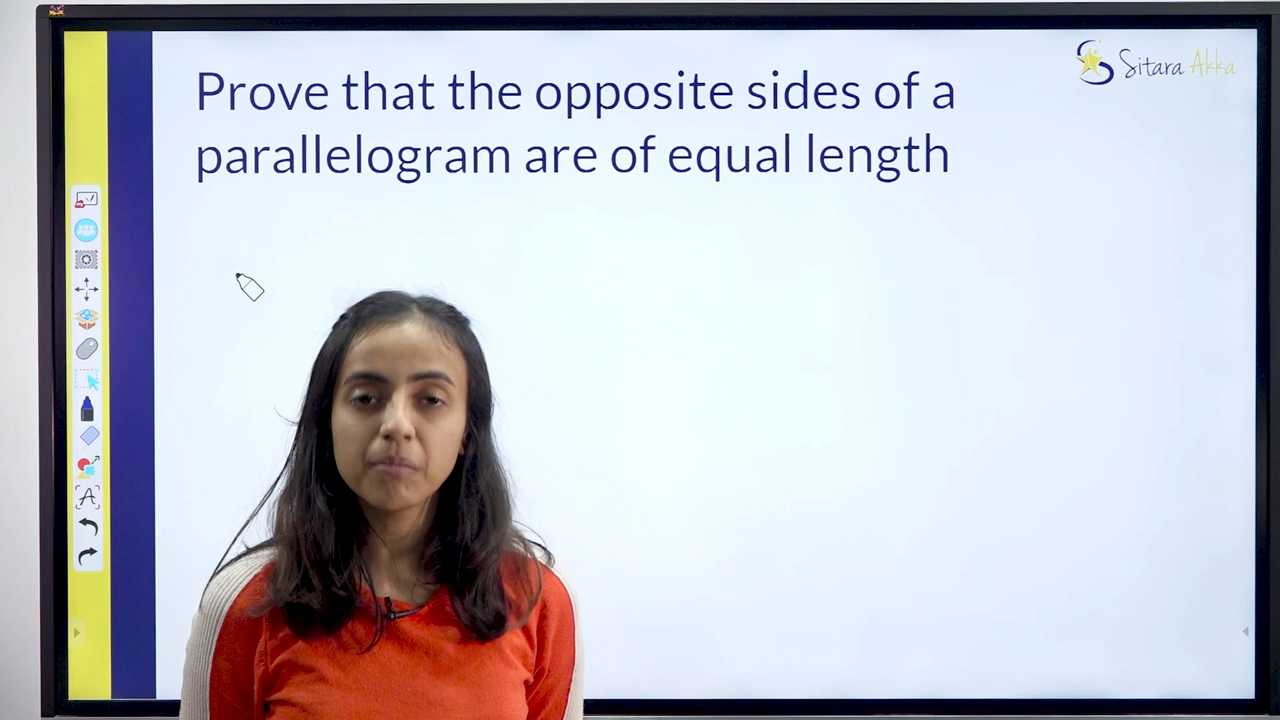 Prove that the opposite sides of a
parallelogram are of equal length
Sitara Akka
A